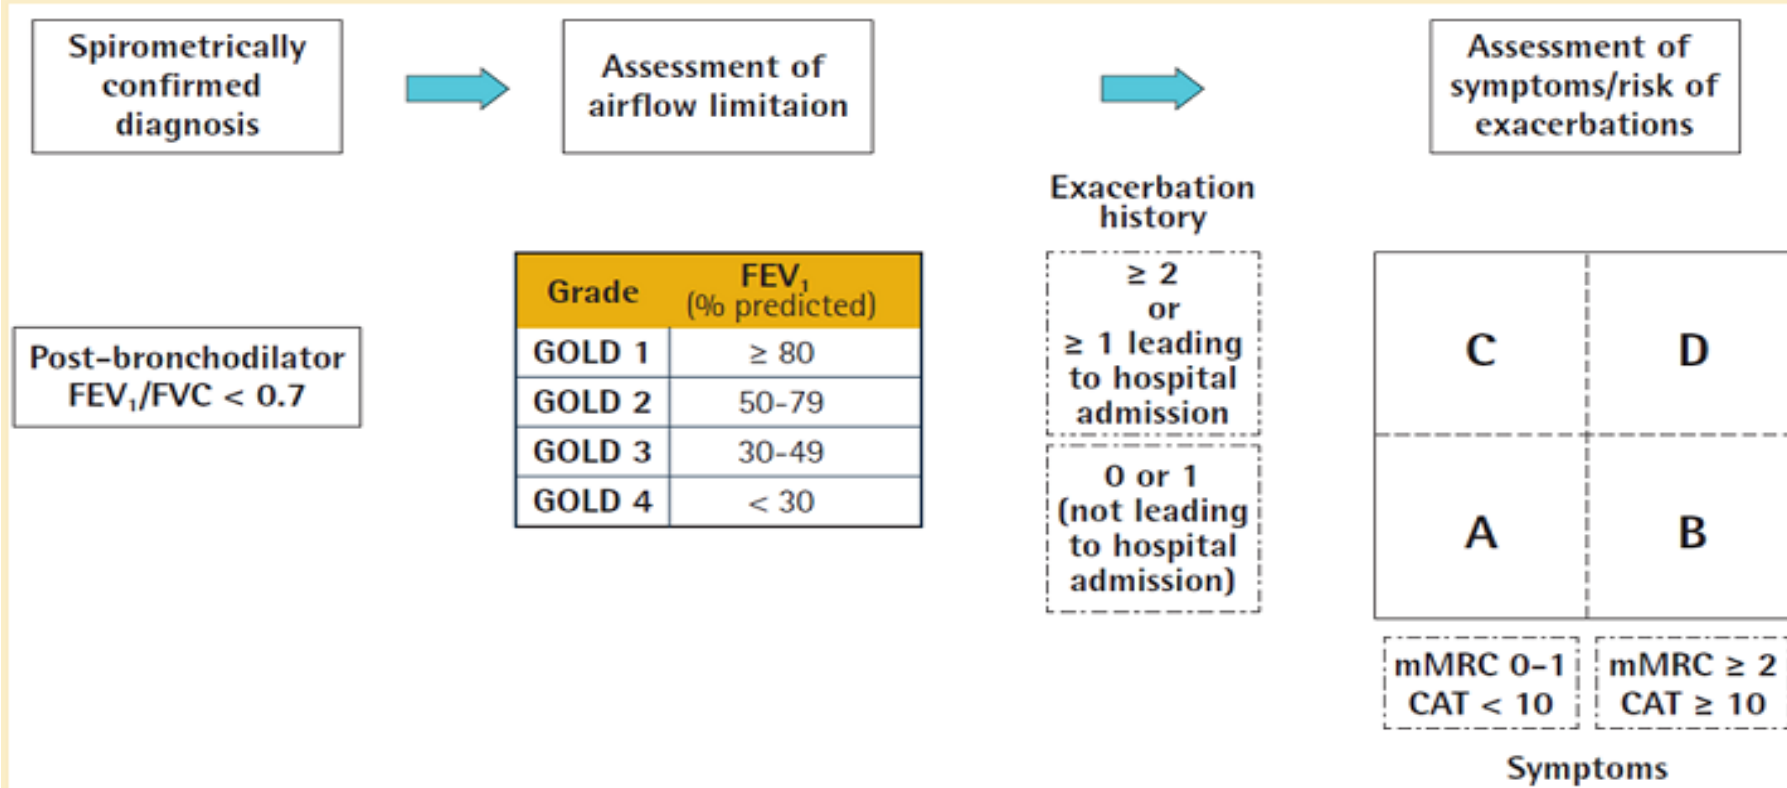 Spirometrically
confirmed
diagnosis
Assessment of
airflow limitaion
Assessment of
symptoms/risk of
exacerbations
Post-bronchodilator
FEV₁/FVC < 0.7
Grade
FEV₁
(% predicted)
GOLD 1
≥ 80
GOLD 2
50-79
GOLD 3
30-49
GOLD 4
< 30
Exacerbation
history
≥ 2
or
≥ 1 leading
to hospital
admission
0 or 1
(not leading
to hospital
admission)
C
D
A
B
mMRC 0-1
CAT < 10
mMRC ≥ 2
CAT ≥ 10
Symptoms